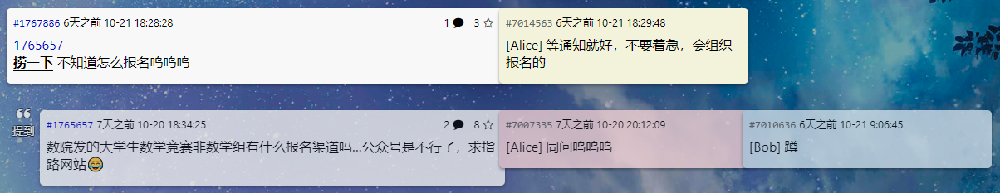 #1767886 6天之前 10-21 18:28:28 1 3
1765657
捞一下 不知道怎么报名呜呜呜
#7014563 6天之前 10-21 18:29:48
[Alice] 等通知就好，不要着急，会组织
报名的
提到
#1765657 7天之前 10-20 18:34:25 2 8
数院发的大学生数学竞赛非数学组有什么报名渠道吗...公众号是不行了，求指
路网站😂
#7007335 7天之前 10-20 20:12:09
[Alice] 同问呜呜呜
#7010636 6天之前 10-21 9:06:45
[Bob] 蹲